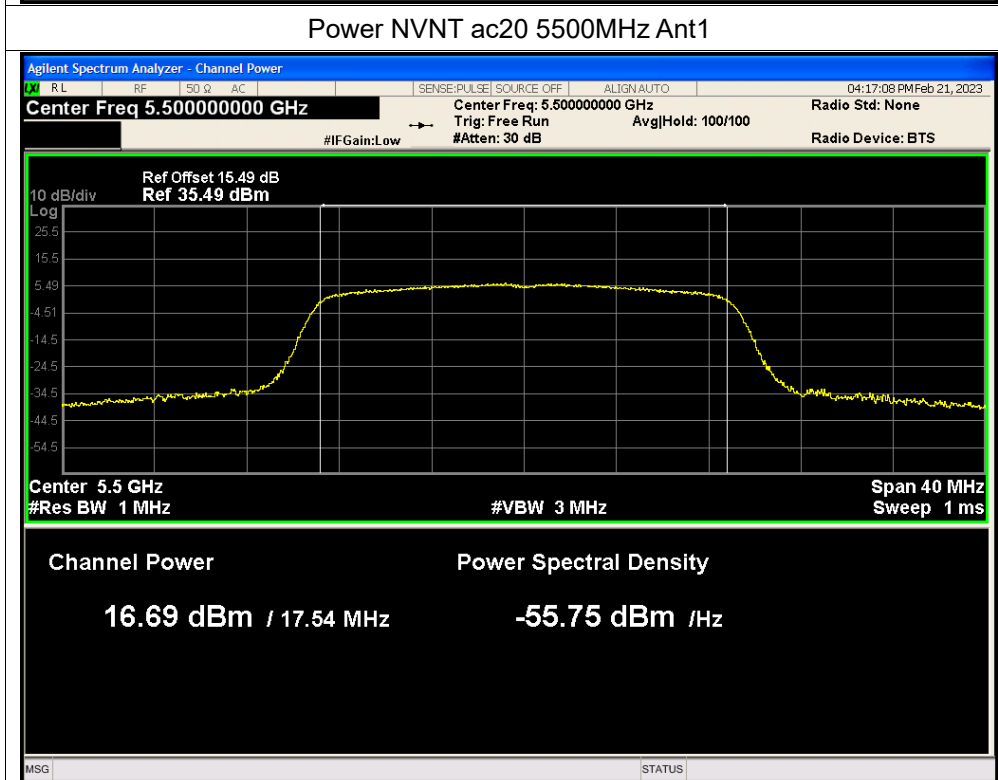 Power NVNT ac20 5500MHz Ant1
Agilent Spectrum Analyzer - Channel Power
LXI RL RF 50 Ω AC SENSE:PULSE SOURCE OFF ALIGN AUTO 04:17:08 PM Feb 21, 2023
Center Freq 5.500000000 GHz Center Freq: 5.500000000 GHz Radio Std: None
Trig: Free Run Avg|Hold: 100/100
#IFGain:Low #Atten: 30 dB Radio Device: BTS
Ref Offset 15.49 dB
10 dB/div Ref 35.49 dBm
Log
25.5
15.5
5.49
-4.51
-14.5
-24.5
-34.5
-44.5
-54.5
Center 5.5 GHz Span 40 MHz
#Res BW 1 MHz #VBW 3 MHz Sweep 1 ms
Channel Power Power Spectral Density
16.69 dBm / 17.54 MHz -55.75 dBm /Hz
MSG STATUS